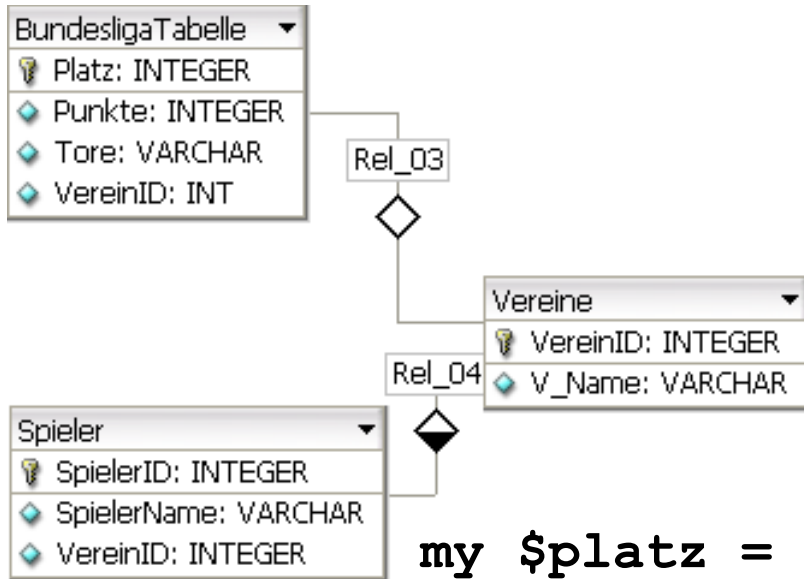 BundesligaTabelle
Platz: INTEGER
Punkte: INTEGER
Tore: VARCHAR
VereinID: INT
Rel_03
Vereine
VereinID: INTEGER
V_Name: VARCHAR
Rel_04
Spieler
SpielerID: INTEGER
SpielerName: VARCHAR
VereinID: INTEGER
my $platz =